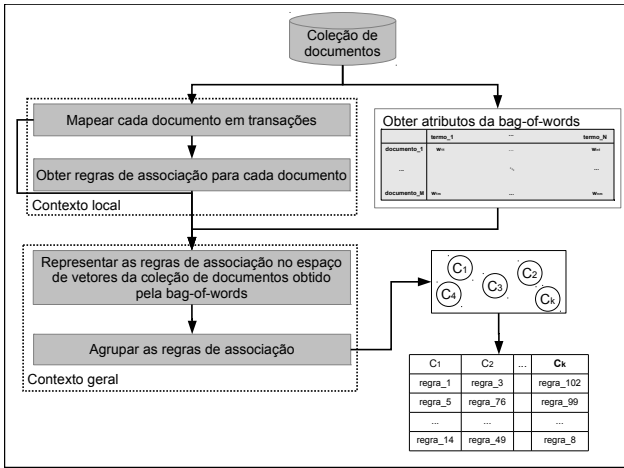 Coleção de
documentos
Mapear cada documento em transações
Obter regras de associação para cada documento
Contexto local
Obter atributos da bag-of-words
termo_1 ... termo_N
documento_1 ...
... ...
documento_M ...
Representar as regras de associação no espaço
de vetores da coleção de documentos obtido
pela bag-of-words
Agrupar as regras de associação
Contexto geral
C1 C2
C4 C3 Ck
C1 C2 ... Ck
regra_1 regra_3 regra_102
regra_5 regra_76 regra_99
... ... ...
regra_14 regra_49 regra_8